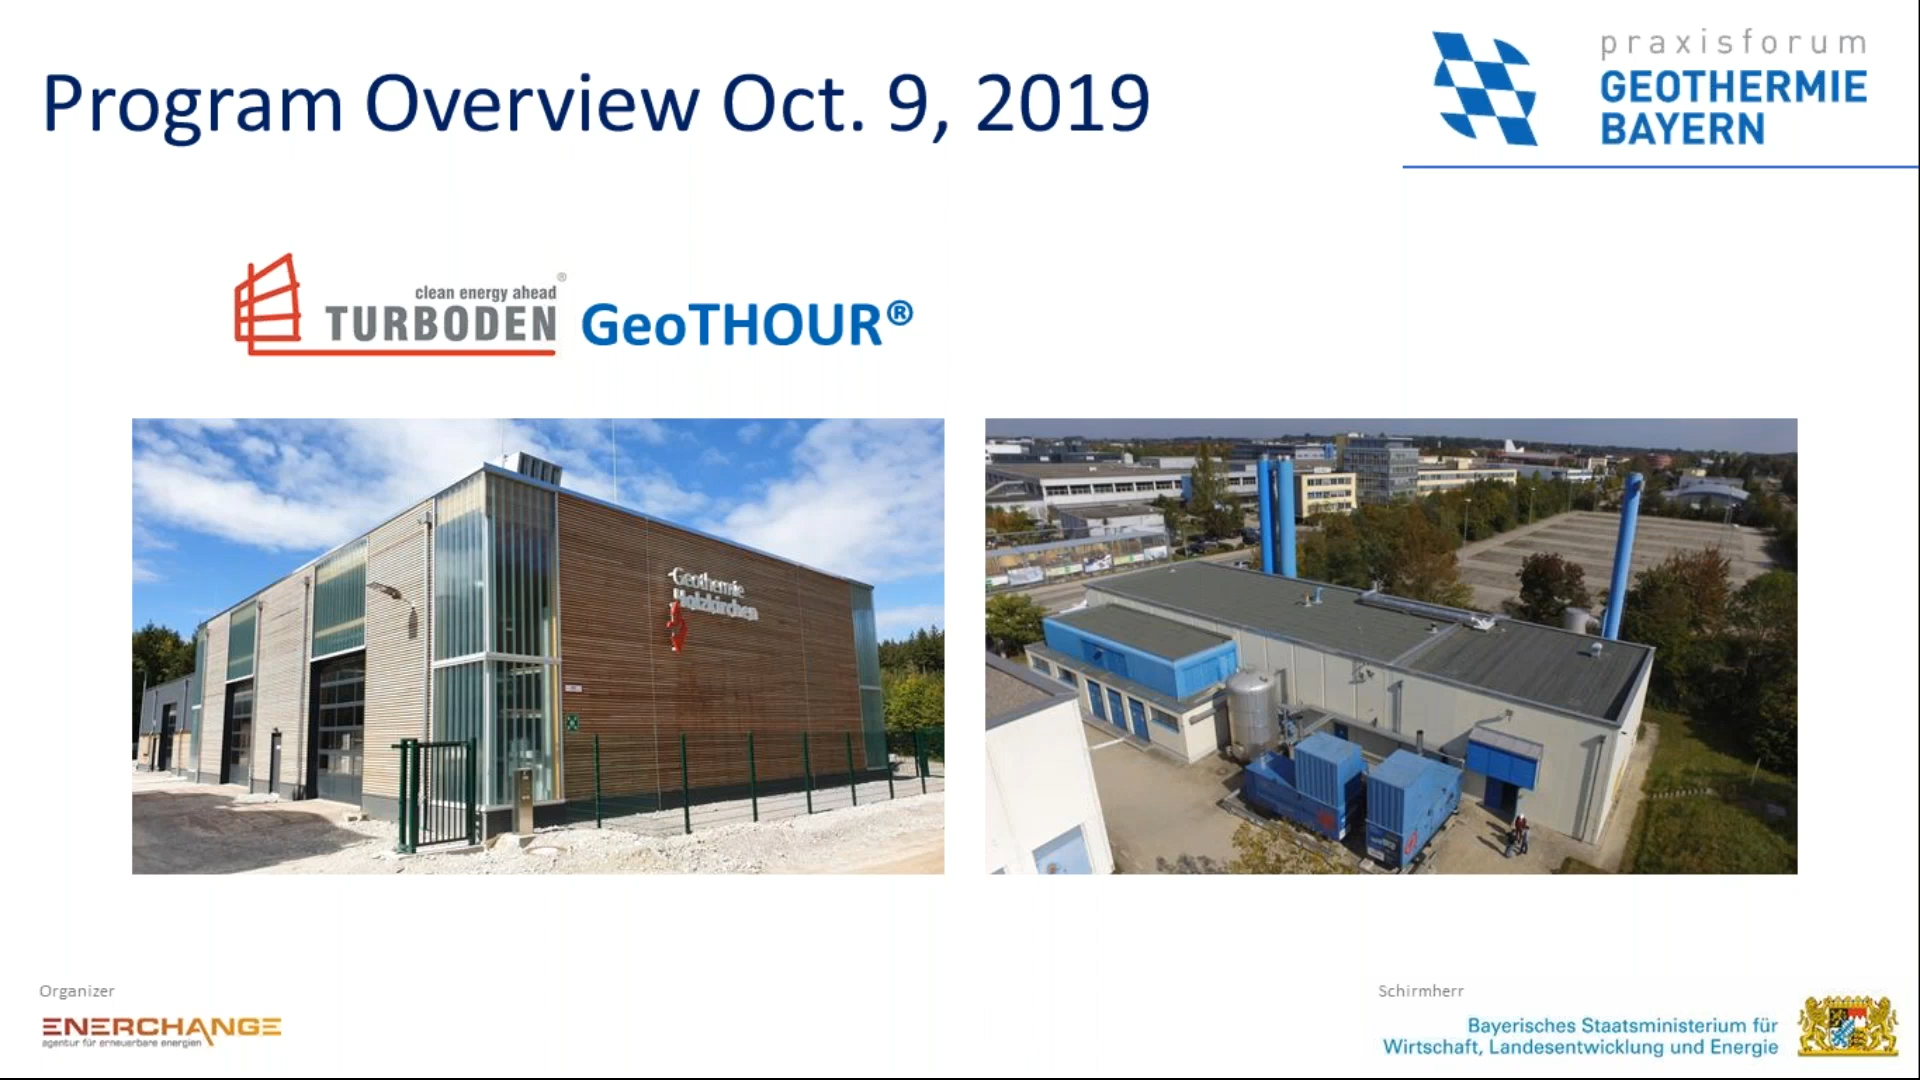 Program Overview Oct. 9, 2019
praxisforum
GEOTHERMIE
BAYERN
clean energy ahead ®
TURBODEN
GeoTHOUR®
Geothermie
Holzkirchen
Organizer
ENERCHANGE
agentur für erneuerbare energien
Schirmherr
Bayerisches Staatsministerium für
Wirtschaft, Landesentwicklung und Energie